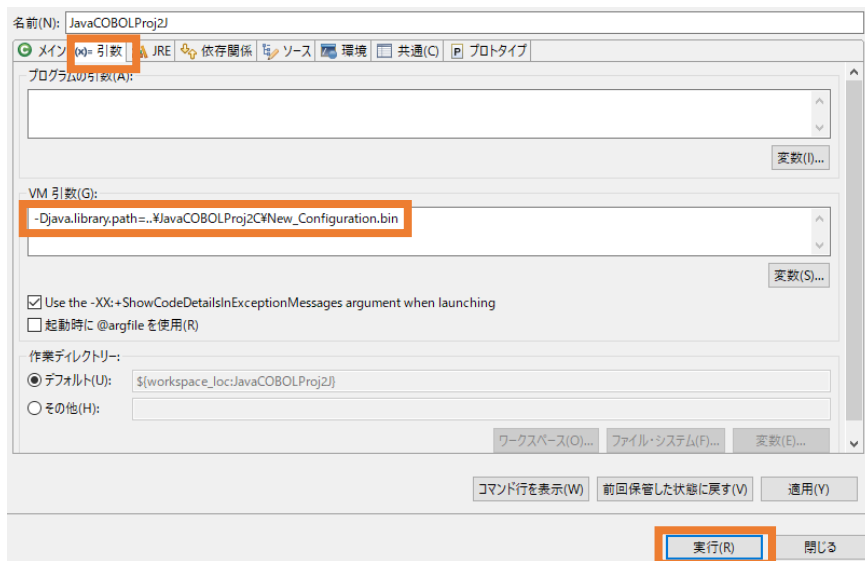 名前(N): JavaCOBOLProj2J
メイン (x)= 引数 JRE 依存関係 ソース 環境 共通(C) P プロトタイプ
プログラムの引数(A):
変数(I)...
VM 引数(G):
-Djava.library.path=..¥JavaCOBOLProj2C¥New_Configuration.bin
変数(S)...
Use the -XX:+ShowCodeDetailsInExceptionMessages argument when launching
起動時に @argfile を使用(R)
作業ディレクトリー:
デフォルト(U): ${workspace_loc:JavaCOBOLProj2J}
その他(H):
ワークスペース(O)... ファイル・システム(F)... 変数(E)...
コマンド行を表示(W) 前回保管した状態に戻す(V) 適用(Y)
実行(R) 閉じる